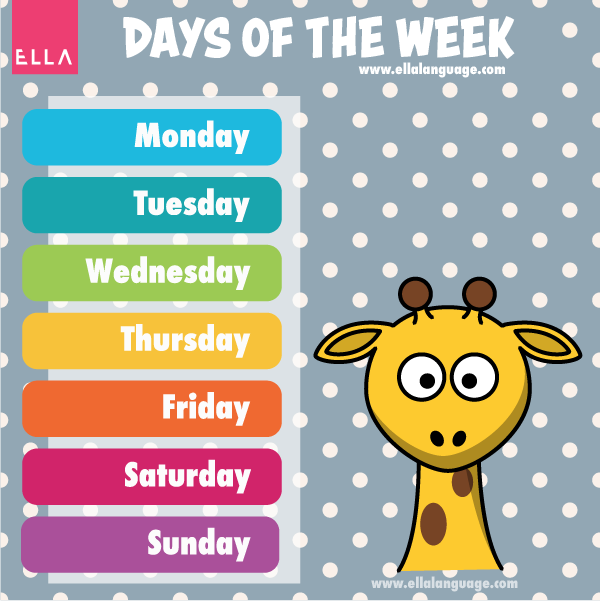 ELLA
DAYS OF THE WEEK
www.ellalanguage.com
Monday
Tuesday
Wednesday
Thursday
Friday
Saturday
Sunday
www.ellalanguage.com